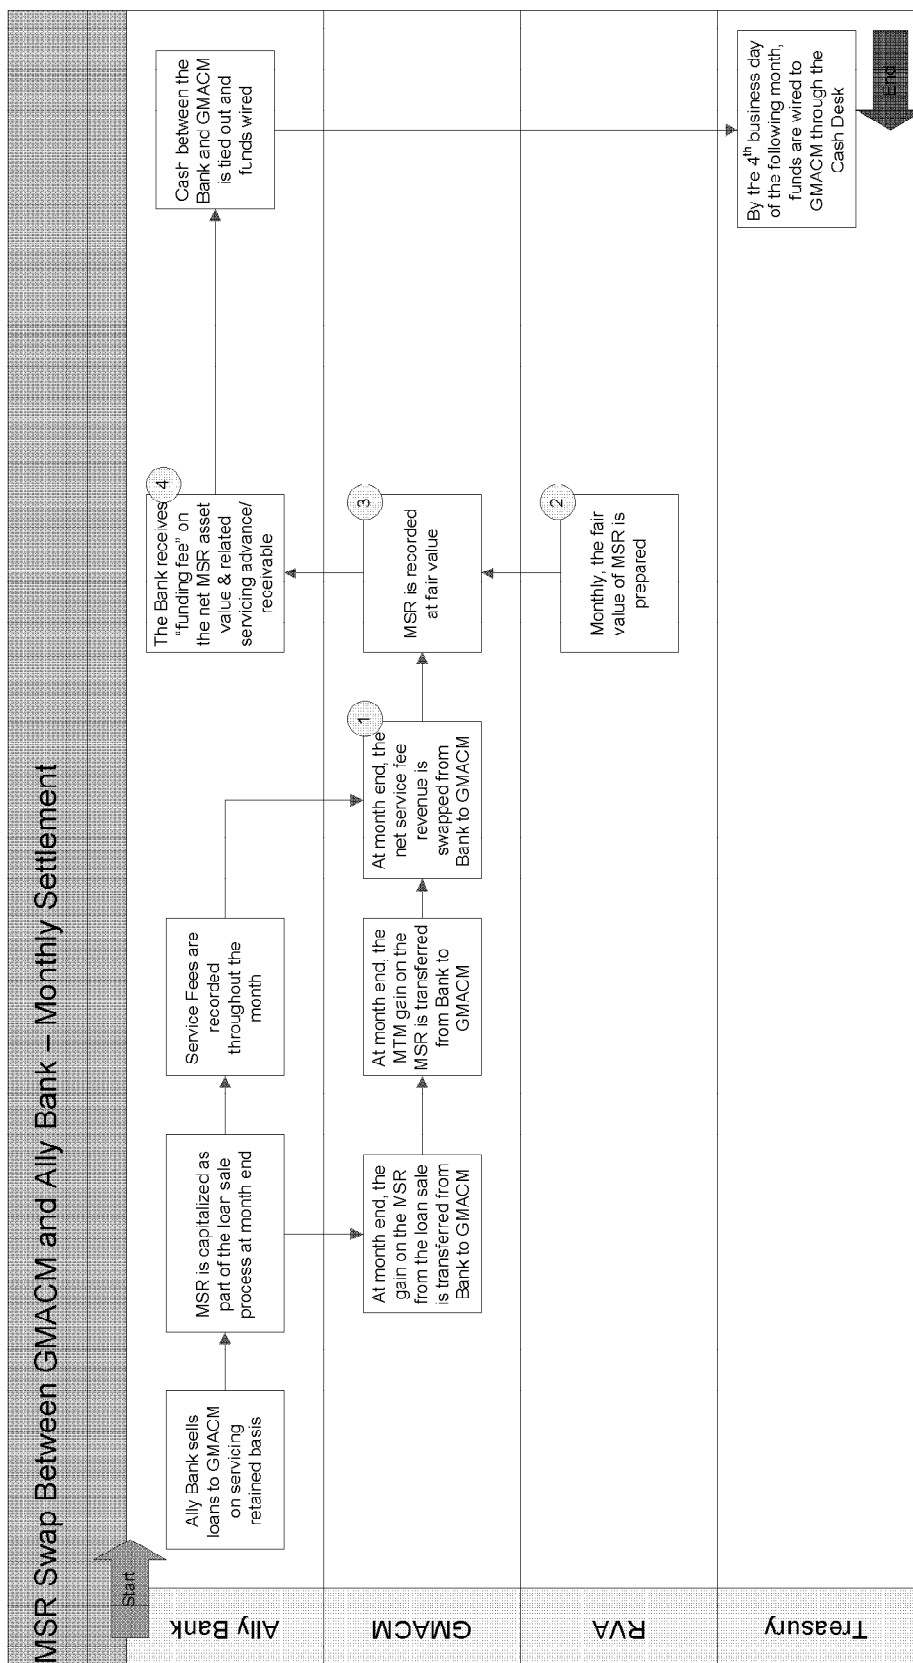 MSR Swap Between GMACM and Ally Bank – Monthly Settlement
Start
Ally Bank
Ally Bank sells
loans to GMACM
on servicing
retained basis
MSR is capitalized as
part of the loan sale
process at month end
Service Fees are
recorded
throughout the
month
The Bank receives
“funding fee” on
the net MSR asset
value & related
servicing advance/
receivable
4
Cash between the
Bank and GMACM
is tied out and
funds wired
GMACM
At month end, the
gain on the MSR
from the loan sale
is transferred from
Bank to GMACM
At month end, the
MTM gain on the
MSR is transferred
from Bank to
GMACM
At month end, the
net service fee
revenue is
swapped from
Bank to GMACM
1
MSR is recorded
at fair value
3
RVA
Monthly, the fair
value of MSR is
prepared
2
Treasury
By the 4th business day
of the following month,
funds are wired to
GMACM through the
Cash Desk
End